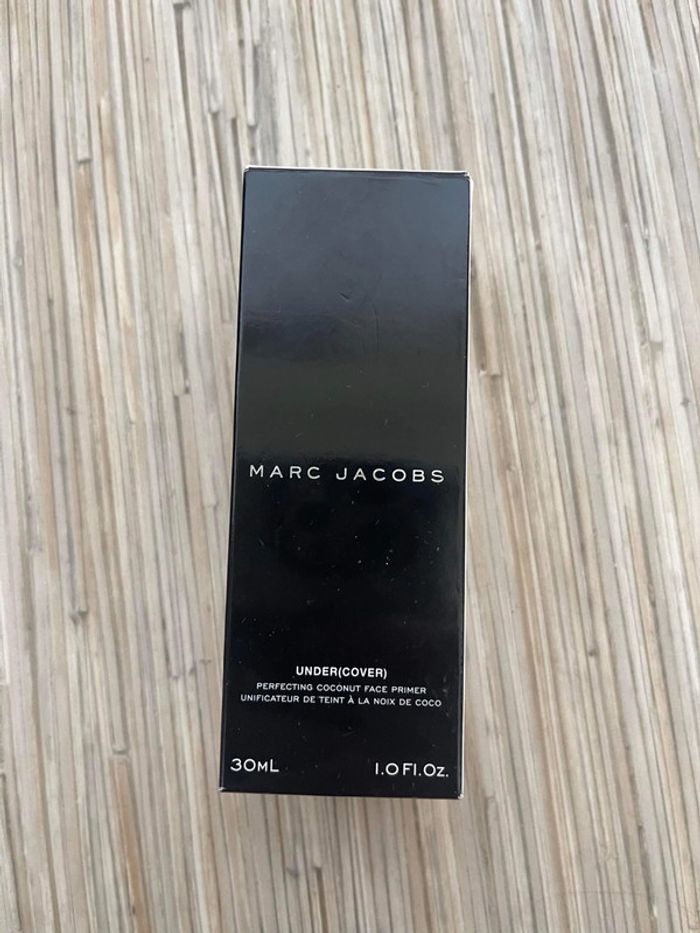 MARC JACOBS
UNDER(COVER)
PERFECTING COCONUT FACE PRIMER
UNIFICATEUR DE TEINT À LA NOIX DE COCO
30ML 1.0 Fl.Oz.